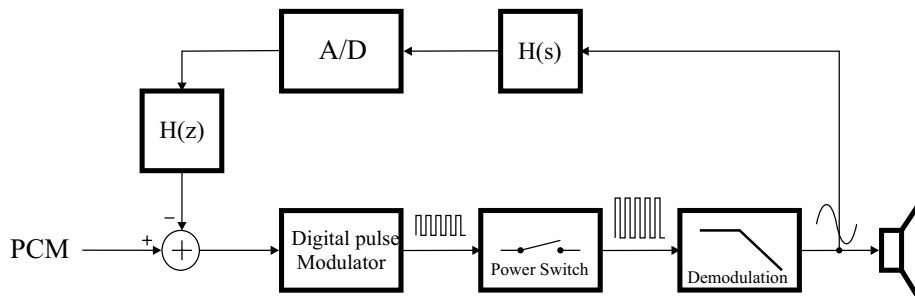 A/D
H(s)
H(z)
−
+
PCM
+
Digital pulse
Modulator
Power Switch
Demodulation